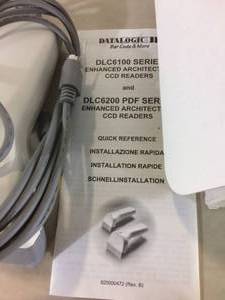 DATALOGIC
Bar Code & More
DLC6100 SERIE
ENHANCED ARCHITECT
CCD READERS
and
DLC6200 PDF SER
ENHANCED ARCHITECT
CCD READERS
QUICK REFERENCE
INSTALLAZIONE RAPIDA
INSTALLATION RAPIDE
SCHNELLINSTALLATION
(Rev. B)